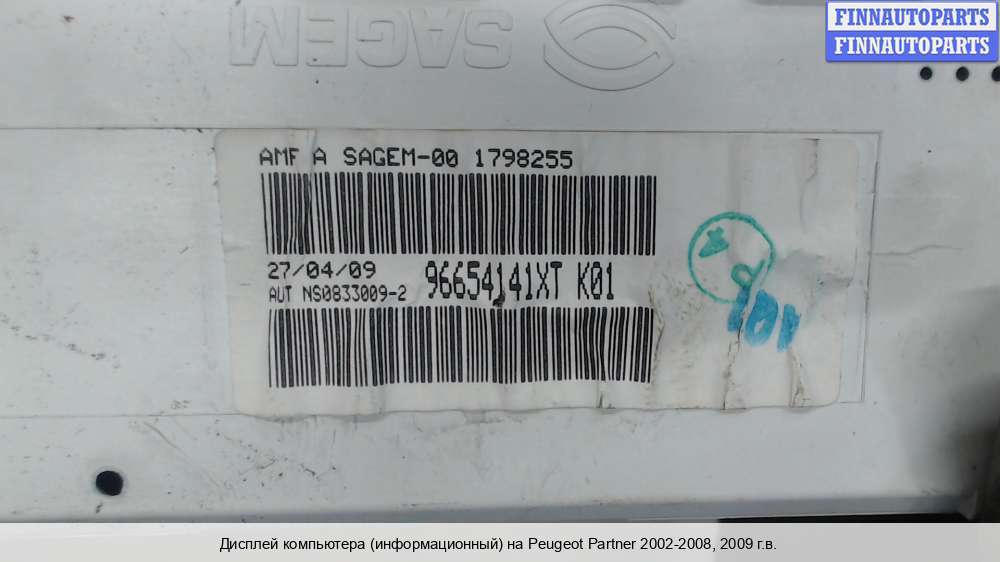 FINNAUTOPARTS
FINNAUTOPARTS
SAGEM
AMF A SAGEM-00 1798255
27/04/09
96654141XT K01
AUT NS0833009-2
101
Дисплей компьютера (информационный) на Peugeot Partner 2002-2008, 2009 г.в.